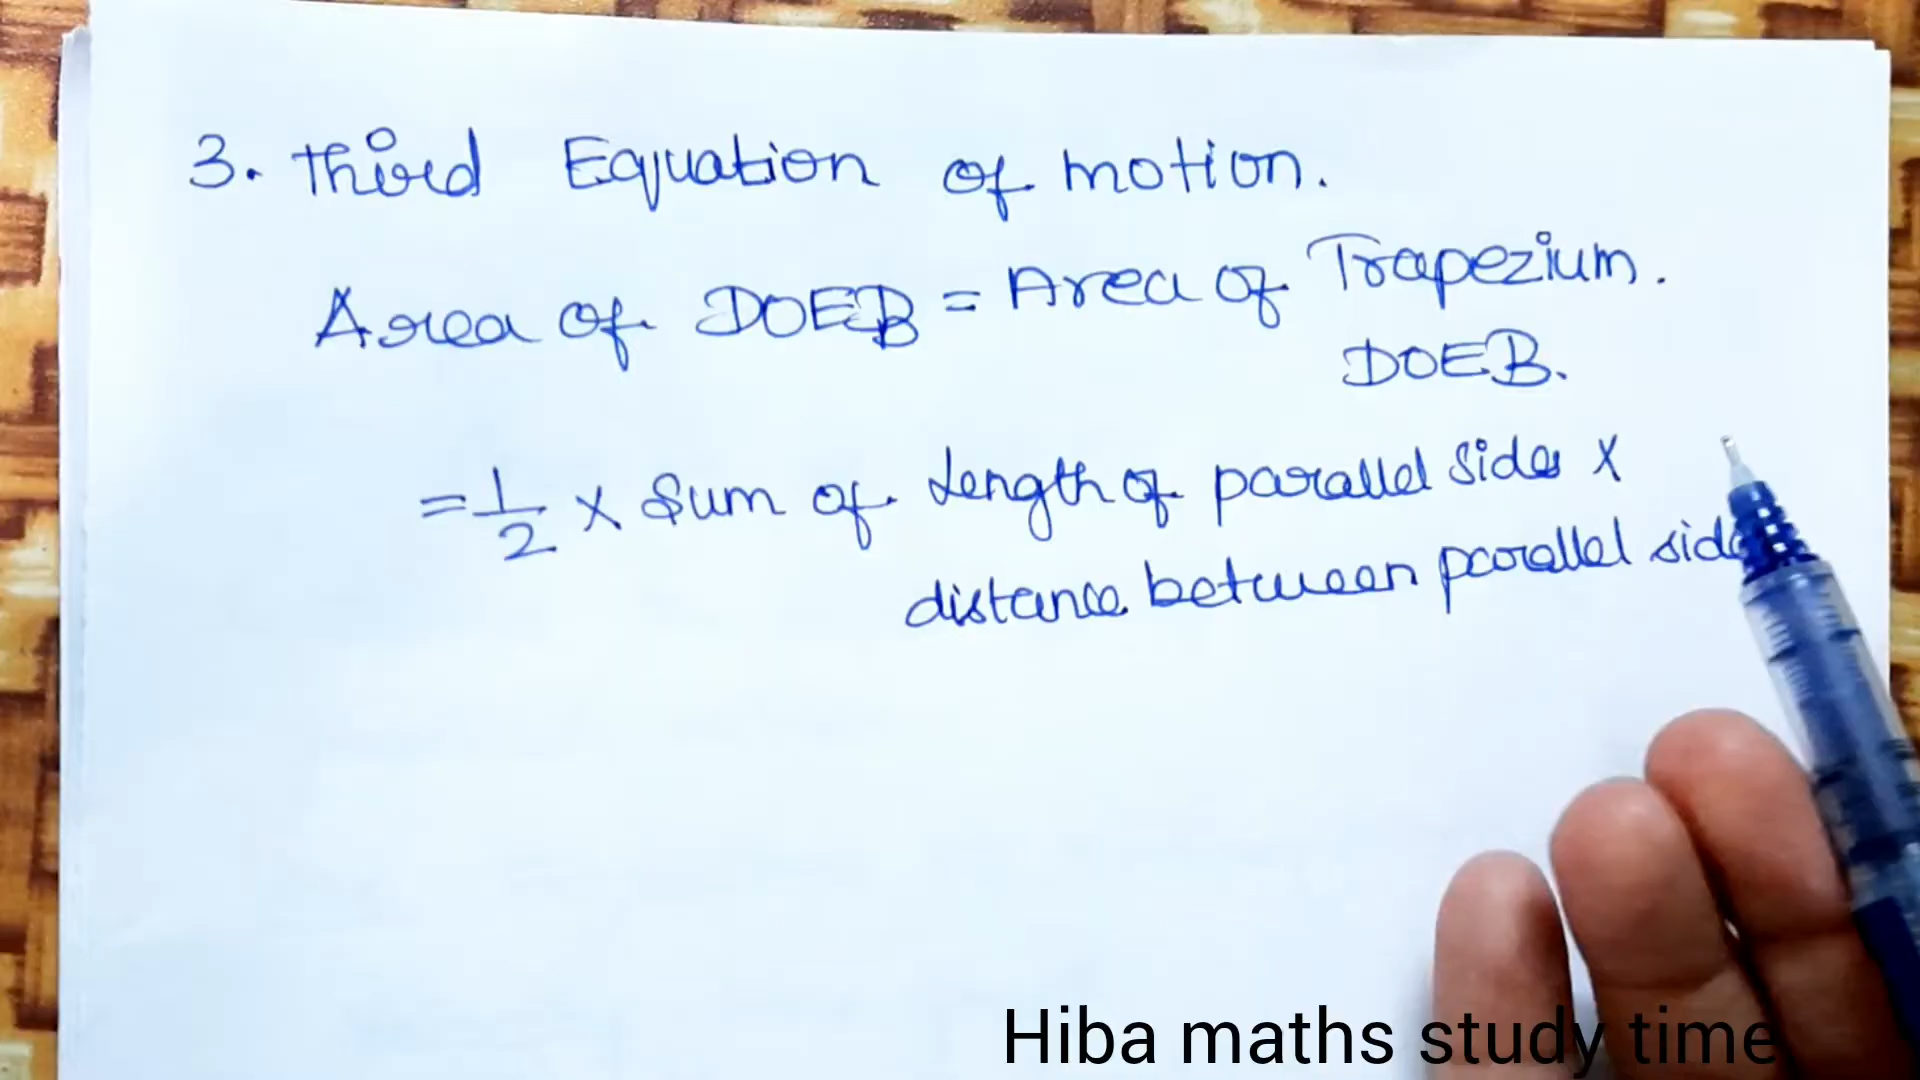 3. Third Equation of motion.
Area of DOEB = Area of Trapezium.
DOEB.
= 1/2 x Sum of length of parallel side x
distance between parallel side
Hiba maths study time